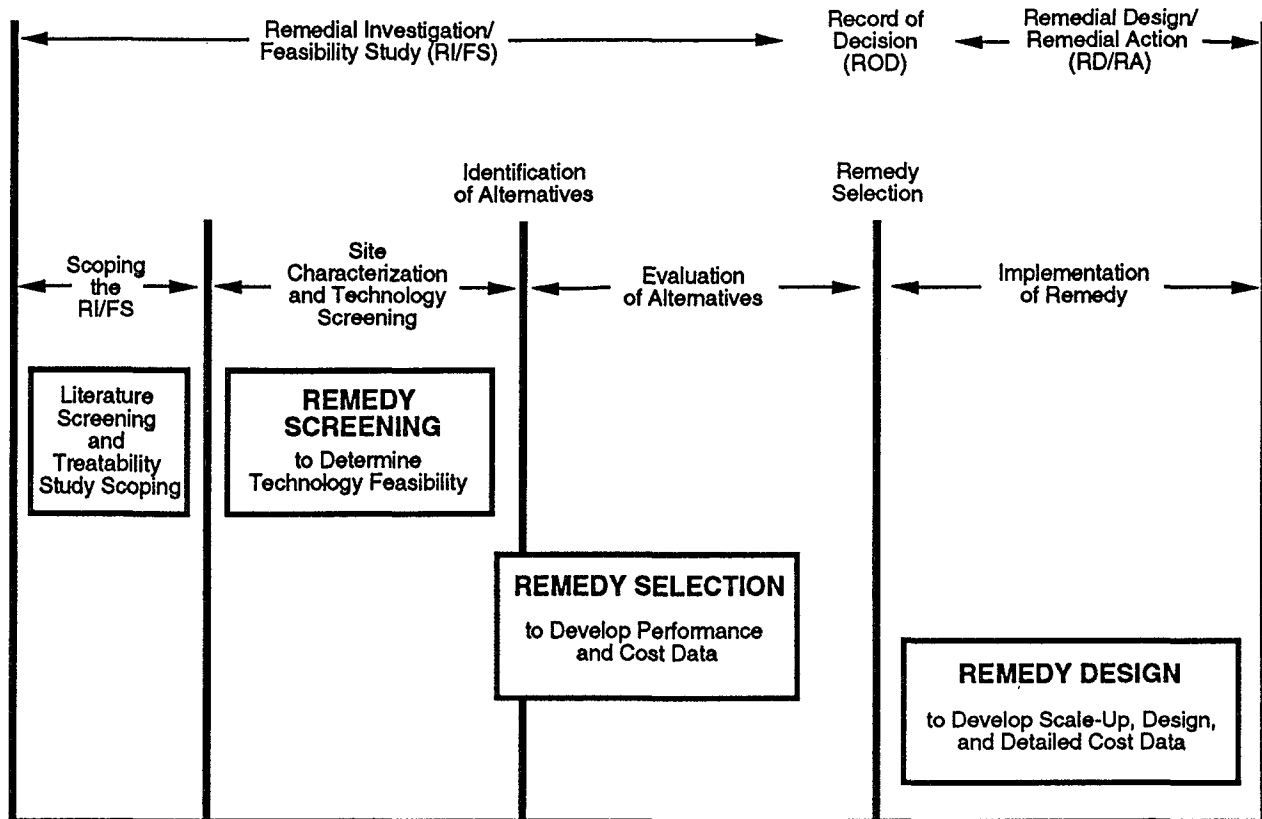 Remedial Investigation/
Feasibility Study (RI/FS)
Record of
Decision
(ROD)
Remedial Design/
Remedial Action
(RD/RA)
Identification
of Alternatives
Remedy
Selection
Scoping
the
RI/FS
Site
Characterization
and Technology
Screening
Evaluation
of Alternatives
Implementation
of Remedy
Literature
Screening
and
Treatability
Study Scoping
REMEDY
SCREENING
to Determine
Technology Feasibility
REMEDY SELECTION
to Develop Performance
and Cost Data
REMEDY DESIGN
to Develop Scale-Up, Design,
and Detailed Cost Data